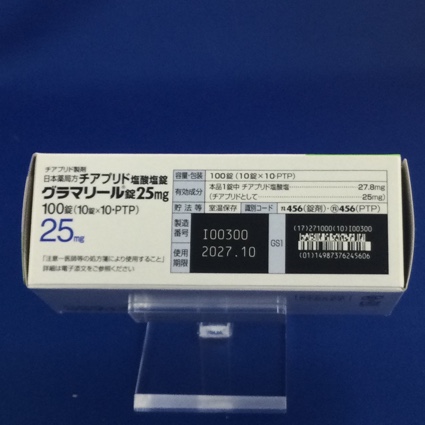 チアプリド製剤
日本薬局方 チアプリド塩酸塩錠
グラマリール錠25mg
100錠(10錠×10・PTP)
25mg
「注意－医師等の処方箋により使用すること」
詳細は電子添文をご参照ください
容量・包装 100錠(10錠×10・PTP)
有効成分 本品1錠中 チアプリド塩酸塩 27.8mg
(チアプリドとして 25mg)
貯法等 室温保存 識別コード 456(錠剤)・456(PTP)
製造番号 I00300
使用期限 2027.10
GS1
(17)271000(10)I00300
(01)14987376245606